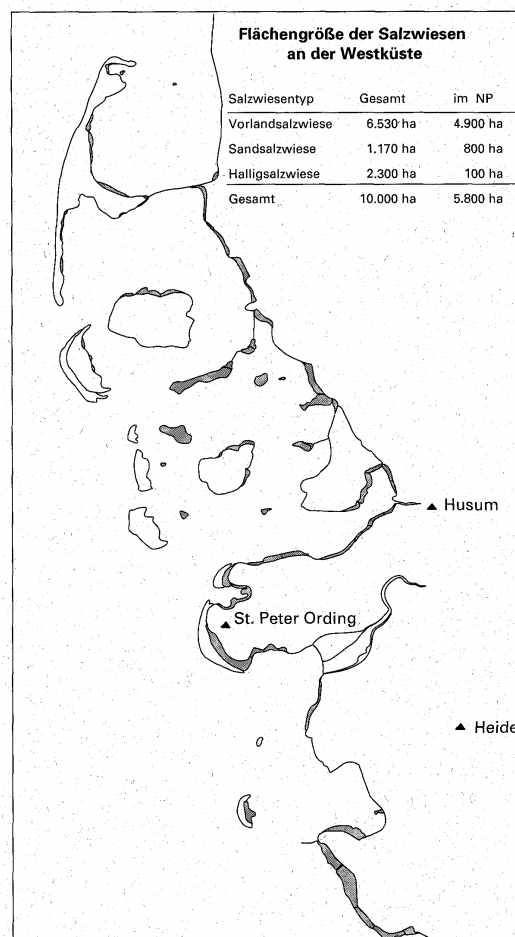 Flächengröße der Salzwiesen
an der Westküste
Salzwiesentyp Gesamt im NP
Vorlandsalzwiese 6.530 ha 4.900 ha
Sandsalzwiese 1.170 ha 800 ha
Halligsalzwiese 2.300 ha 100 ha
Gesamt 10.000 ha 5.800 ha
Husum
St. Peter Ording
Heide